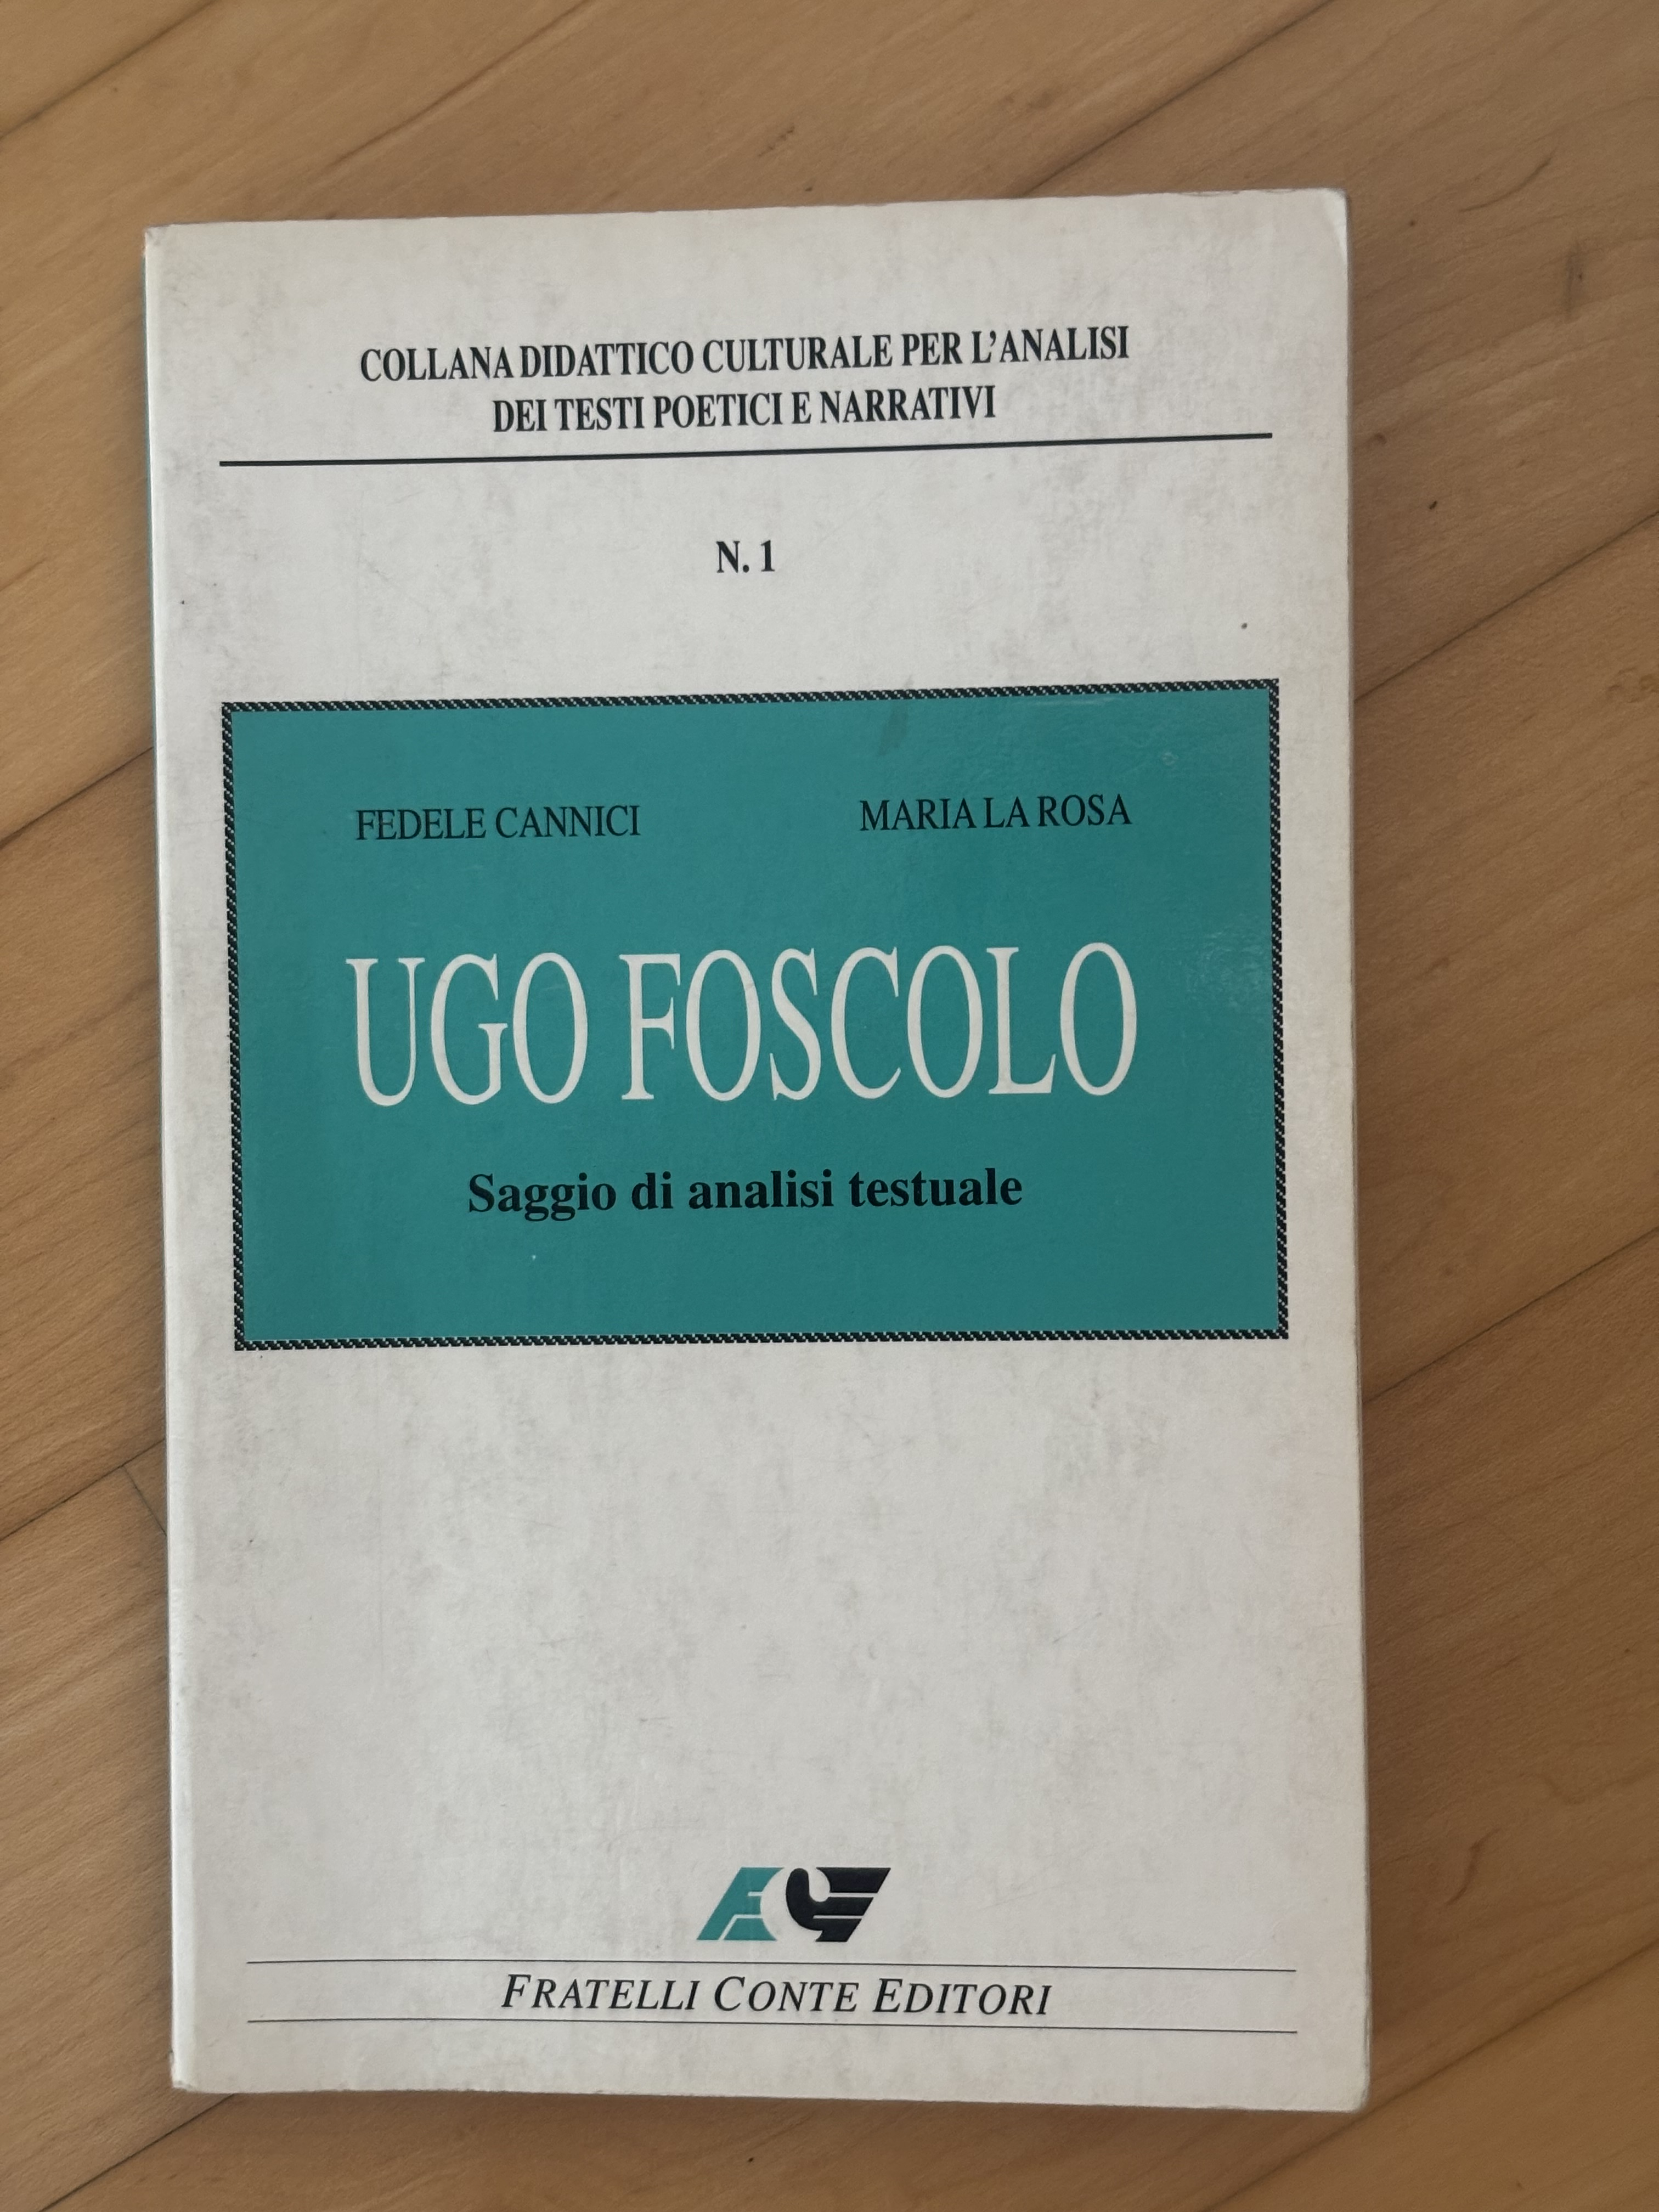 COLLANA DIDATTICO CULTURALE PER L'ANALISI
DEI TESTI POETICI E NARRATIVI
N. 1
FEDELE CANNICI
MARIA LA ROSA
UGO FOSCOLO
Saggio di analisi testuale
FRATELLI CONTE EDITORI